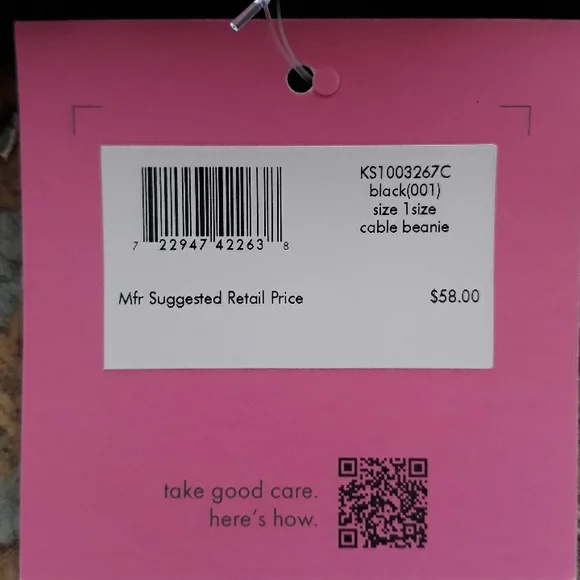 KS1003267C
black(001)
size 1size
cable beanie
7 22947 42263 8
Mfr Suggested Retail Price $58.00
take good care.
here's how.